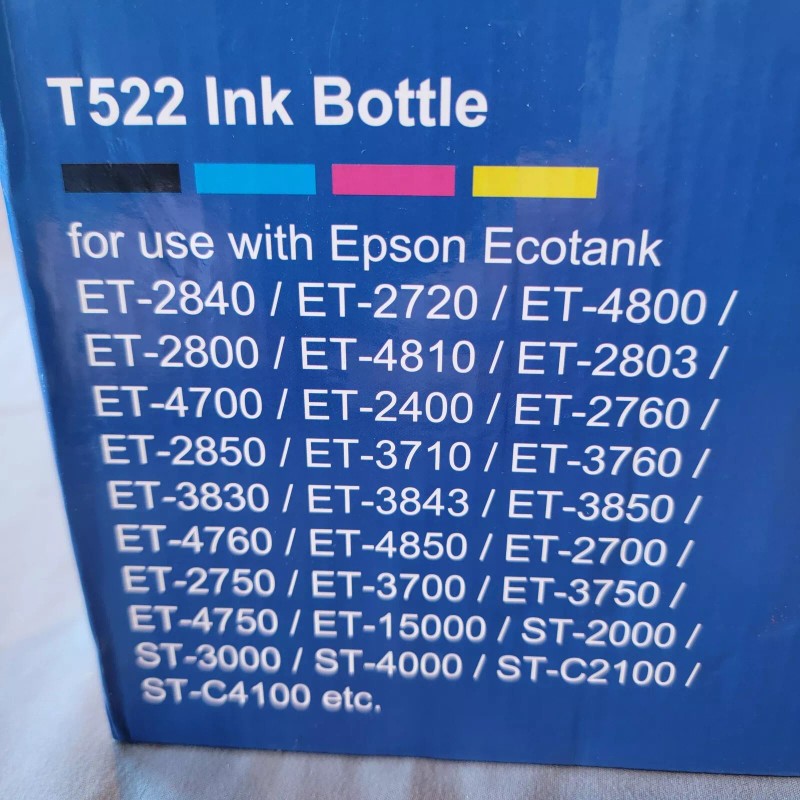 T522 Ink Bottle
for use with Epson Ecotank
ET-2840 / ET-2720 / ET-4800 /
ET-2800 / ET-4810 / ET-2803 /
ET-4700 / ET-2400 / ET-2760 /
ET-2850 / ET-3710 / ET-3760 /
ET-3830 / ET-3843 / ET-3850 /
ET-4760 / ET-4850 / ET-2700 /
ET-2750 / ET-3700 / ET-3750 /
ET-4750 / ET-15000 / ST-2000 /
ST-3000 / ST-4000 / ST-C2100 /
ST-C4100 etc.